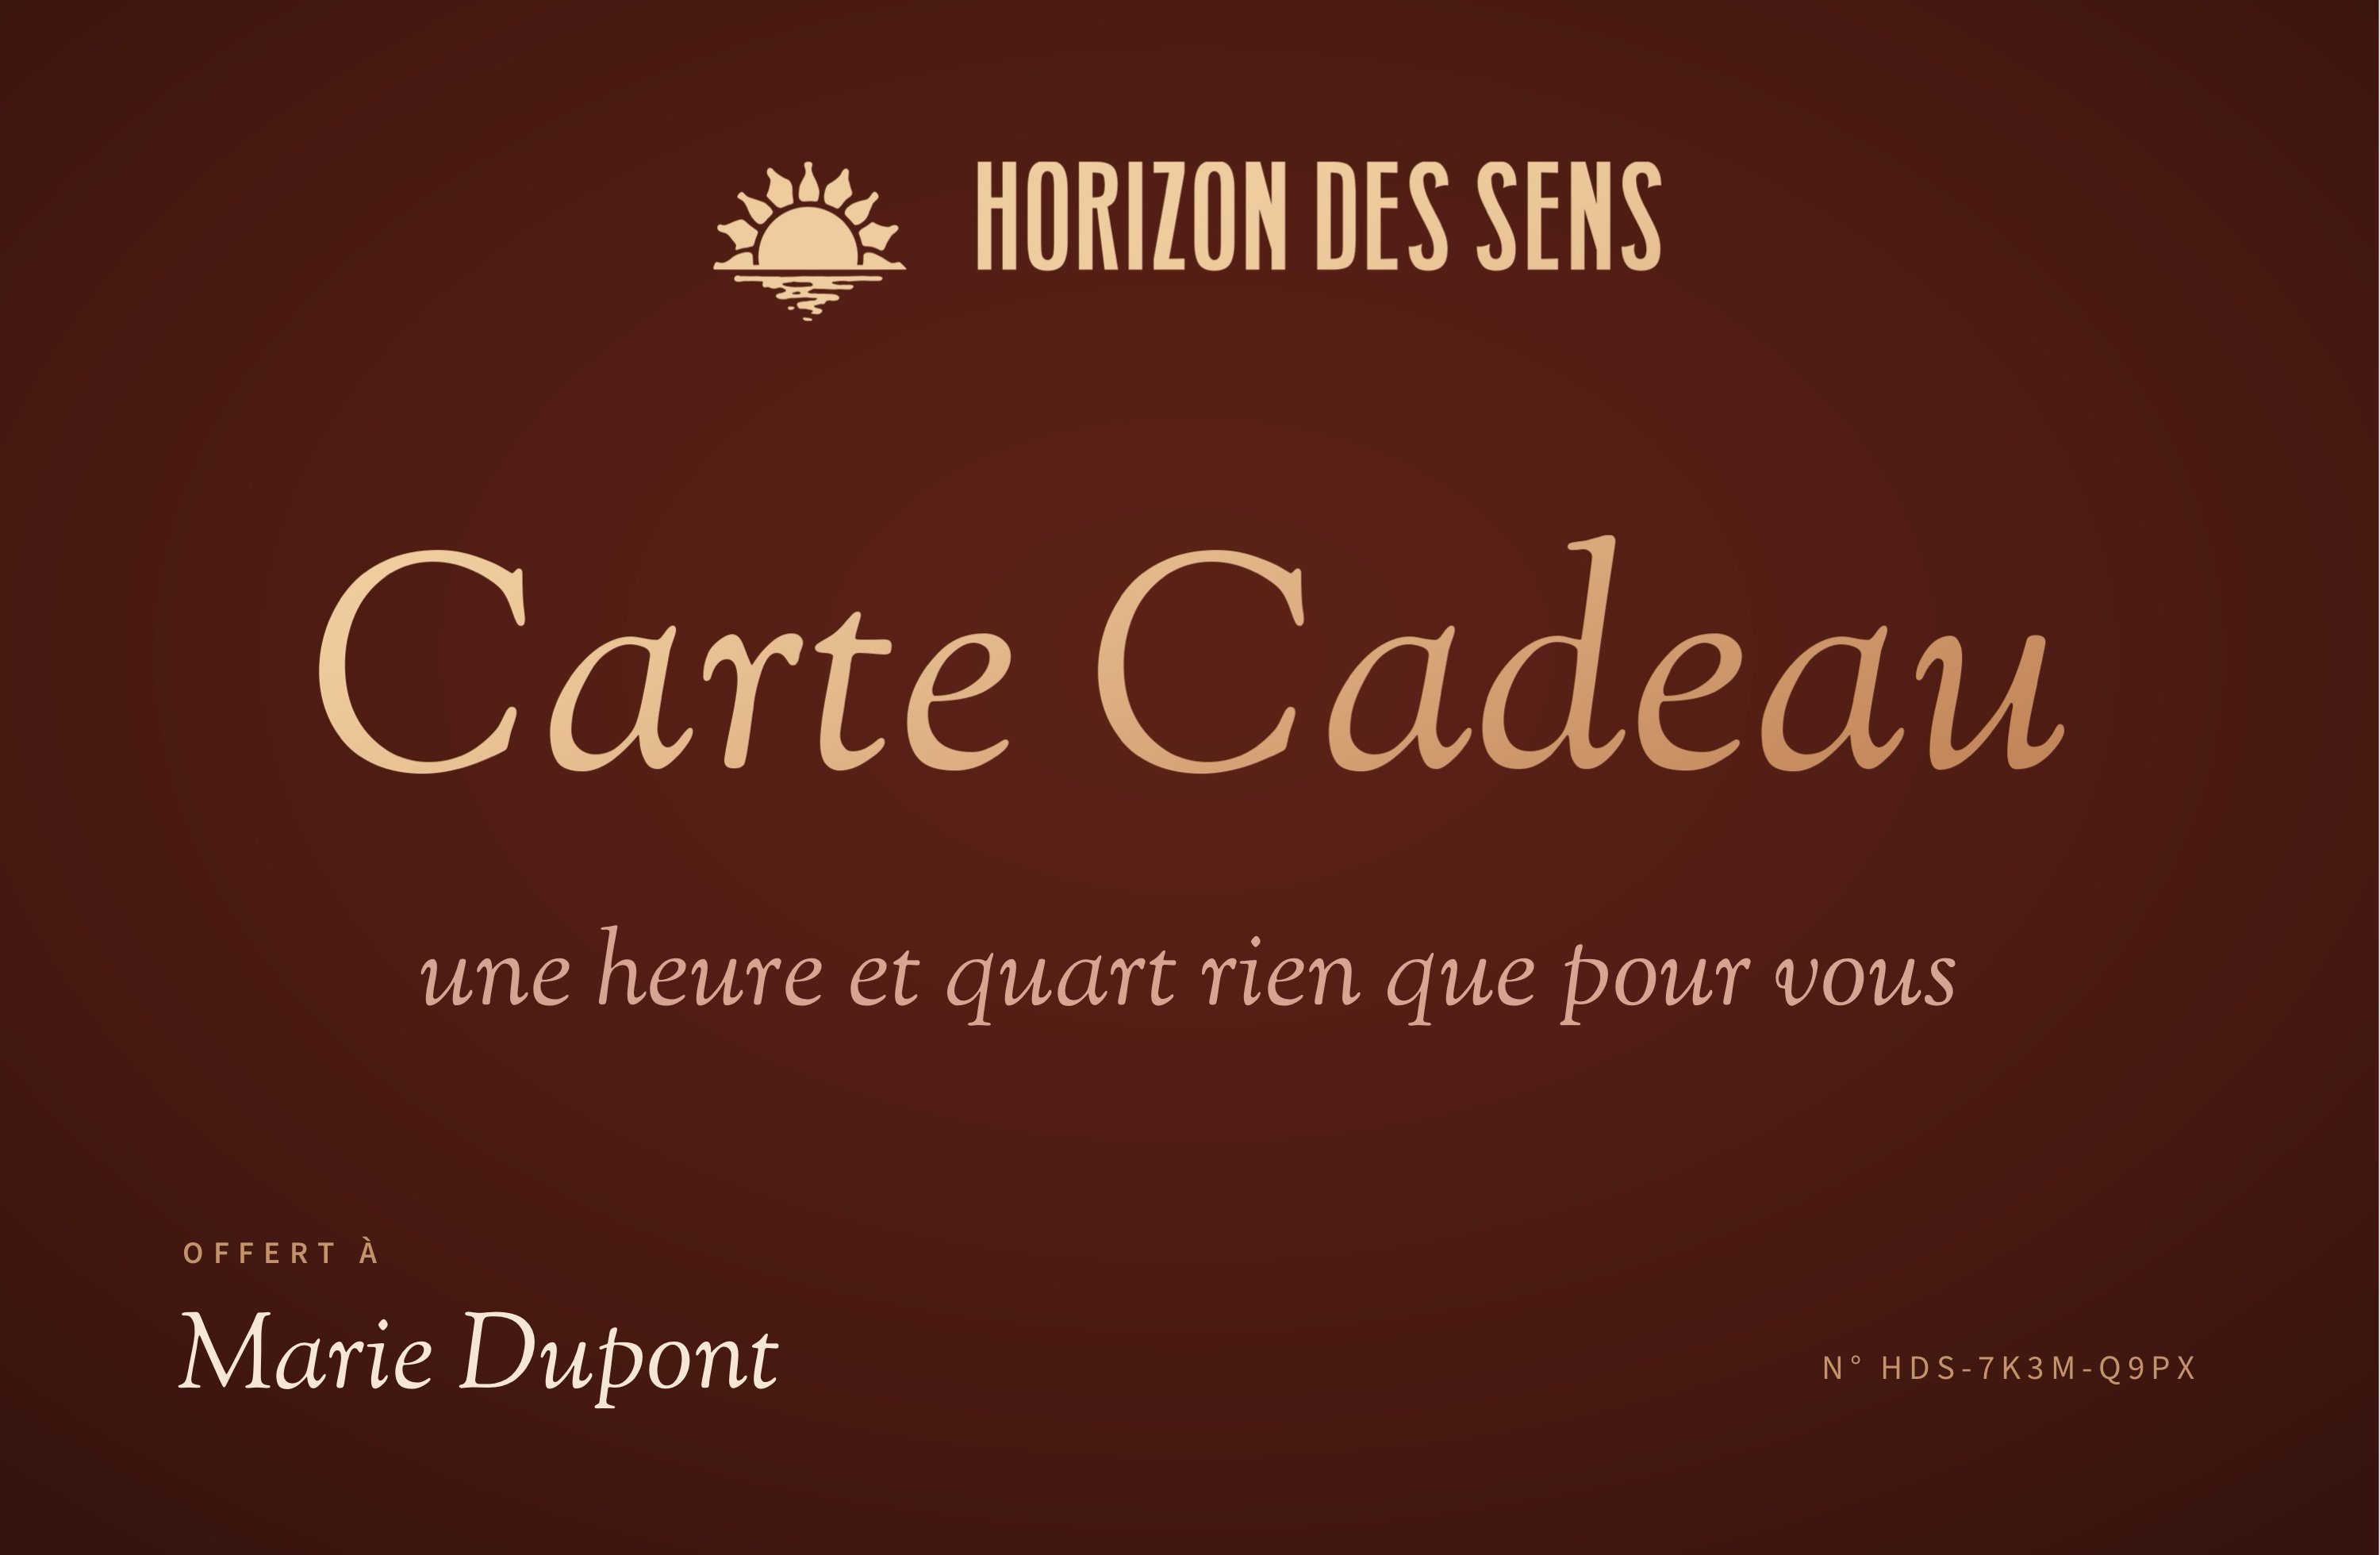 HORIZON DES SENS
Carte Cadeau
une heure et quart rien que pour vous
OFFERT À
Marie Dupont
N° HDS-7K3M-Q9PX